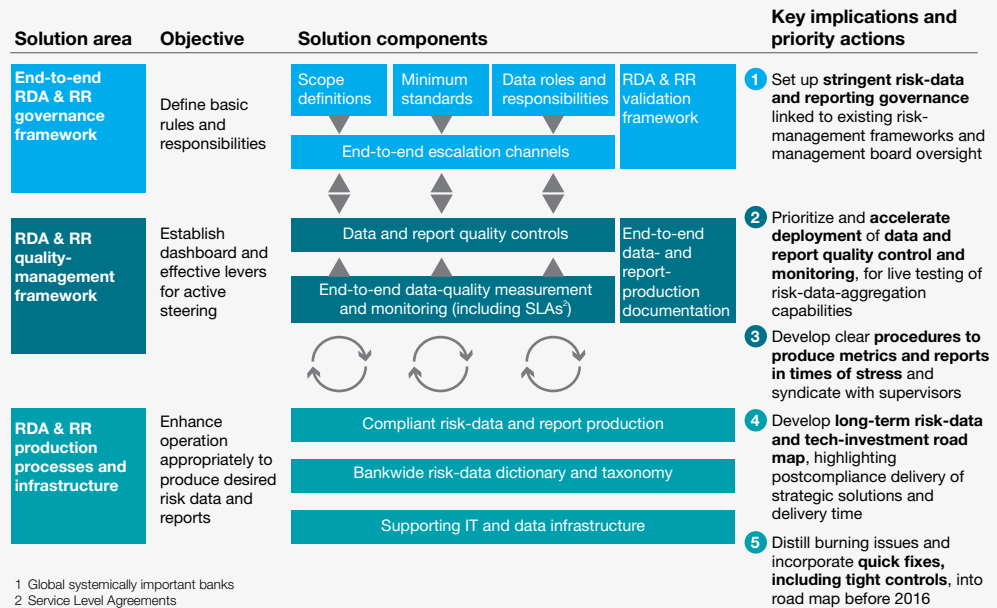 Solution area
Objective
Solution components
Key implications and
priority actions
End-to-end
RDA & RR
governance
framework
Define basic
rules and
responsibilities
Scope
definitions
Minimum
standards
Data roles and
responsibilities
RDA & RR
validation
framework
End-to-end escalation channels
1 Set up stringent risk-data
and reporting governance
linked to existing risk-
management frameworks and
management board oversight
RDA & RR
quality-
management
framework
Establish
dashboard and
effective levers
for active
steering
Data and report quality controls
End-to-end data-quality measurement
and monitoring (including SLAs²)
End-to-end
data- and
report-
production
documentation
2 Prioritize and accelerate
deployment of data and
report quality control and
monitoring, for live testing of
risk-data-aggregation
capabilities
3 Develop clear procedures to
produce metrics and reports
in times of stress and
syndicate with supervisors
RDA & RR
production
processes and
infrastructure
Enhance
operation
appropriately to
produce desired
risk data and
reports
Compliant risk-data and report production
Bankwide risk-data dictionary and taxonomy
Supporting IT and data infrastructure
4 Develop long-term risk-data
and tech-investment road
map, highlighting
postcompliance delivery of
strategic solutions and
delivery time
5 Distill burning issues and
incorporate quick fixes,
including tight controls, into
road map before 2016
1 Global systemically important banks
2 Service Level Agreements